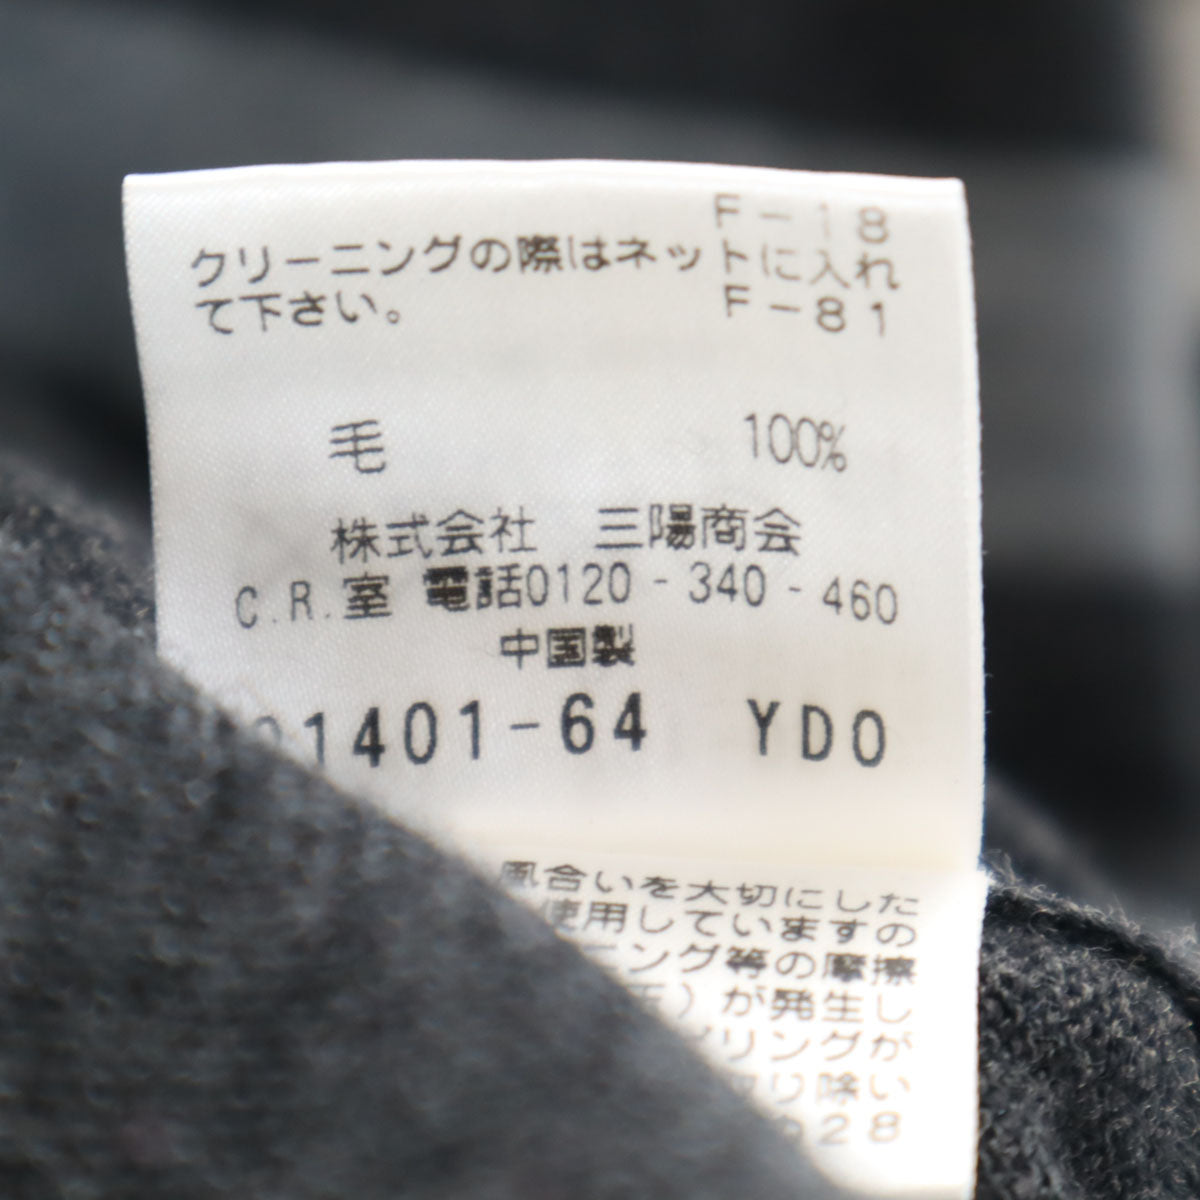 F-18
クリーニングの際はネットに入れ
て下さい。 F-81
毛 100%
株式会社 三陽商会
C.R.室 電話0120-340-460
中国製
1401-64 YDO
風合いを大切にした
使用していますの
ニング等の摩擦
玉)が発生し
リングが
取り除い
28